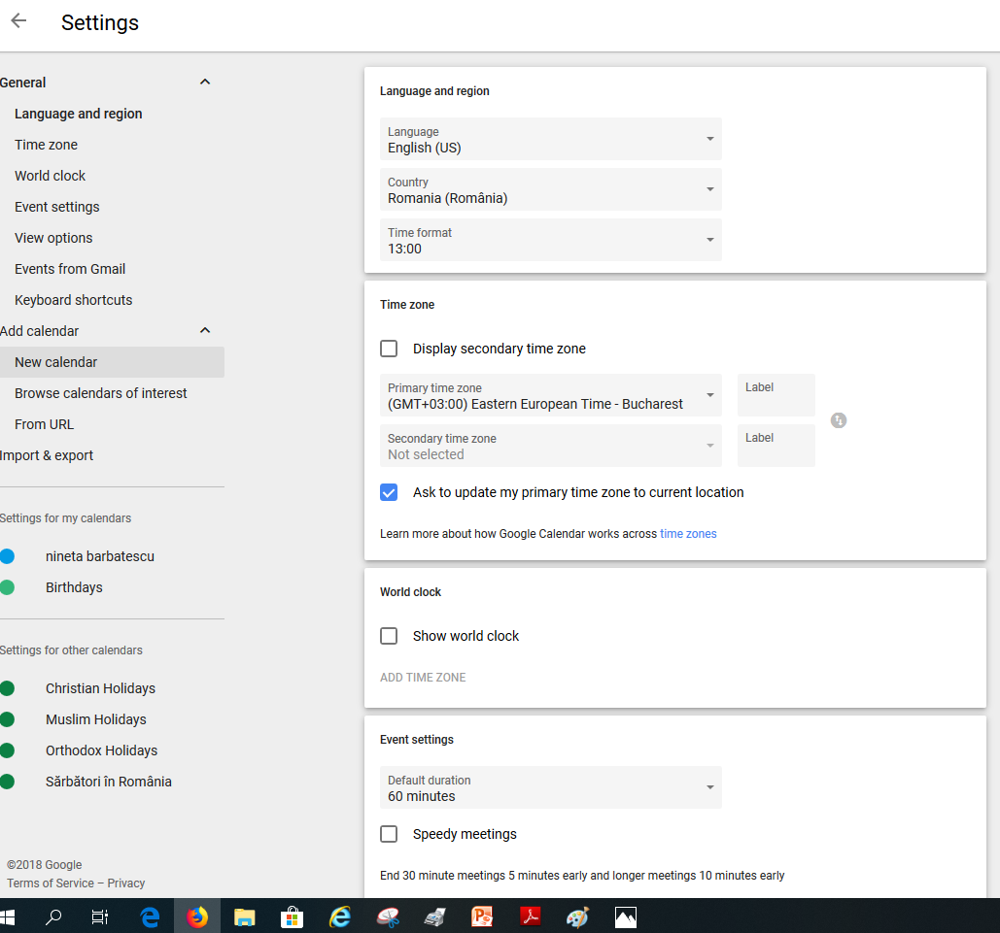 Settings
General
Language and region
Time zone
World clock
Event settings
View options
Events from Gmail
Keyboard shortcuts
Add calendar
New calendar
Browse calendars of interest
From URL
Import & export
Settings for my calendars
nineta barbatescu
Birthdays
Settings for other calendars
Christian Holidays
Muslim Holidays
Orthodox Holidays
Sărbători în România
©2018 Google
Terms of Service – Privacy
Language and region
Language
English (US)
Country
Romania (România)
Time format
13:00
Time zone
Display secondary time zone
Primary time zone
(GMT+03:00) Eastern European Time - Bucharest
Label
Secondary time zone
Not selected
Label
Ask to update my primary time zone to current location
Learn more about how Google Calendar works across time zones
World clock
Show world clock
ADD TIME ZONE
Event settings
Default duration
60 minutes
Speedy meetings
End 30 minute meetings 5 minutes early and longer meetings 10 minutes early